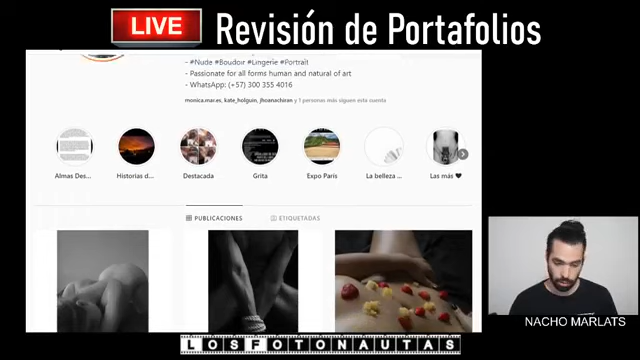 LIVE Revisión de Portafolios
- #Nude #Boudoir #Lingerie #Portrait
- Passionate for all forms human and natural of art
- WhatsApp: (+57) 300 355 4016
monica.mar.es, kate_holguin, jhoanachiran y 1 personas más siguen esta cuenta
Almas Des... Historias d... Destacada Grita Expo París La belleza ... Las más 🖤
PUBLICACIONES ETIQUETADAS
NACHO MARLATS
LOSFOTONAUTAS